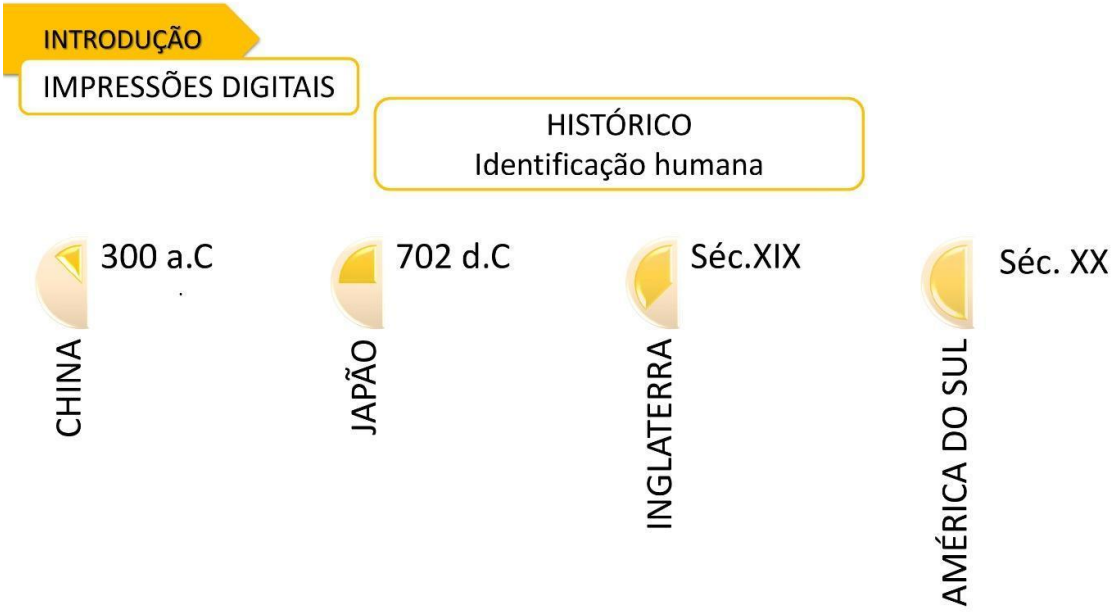 INTRODUÇÃO
IMPRESSÕES DIGITAIS
HISTÓRICO
Identificação humana
300 a.C
.
CHINA
702 d.C
JAPÃO
Séc.XIX
INGLATERRA
Séc. XX
AMÉRICA DO SUL